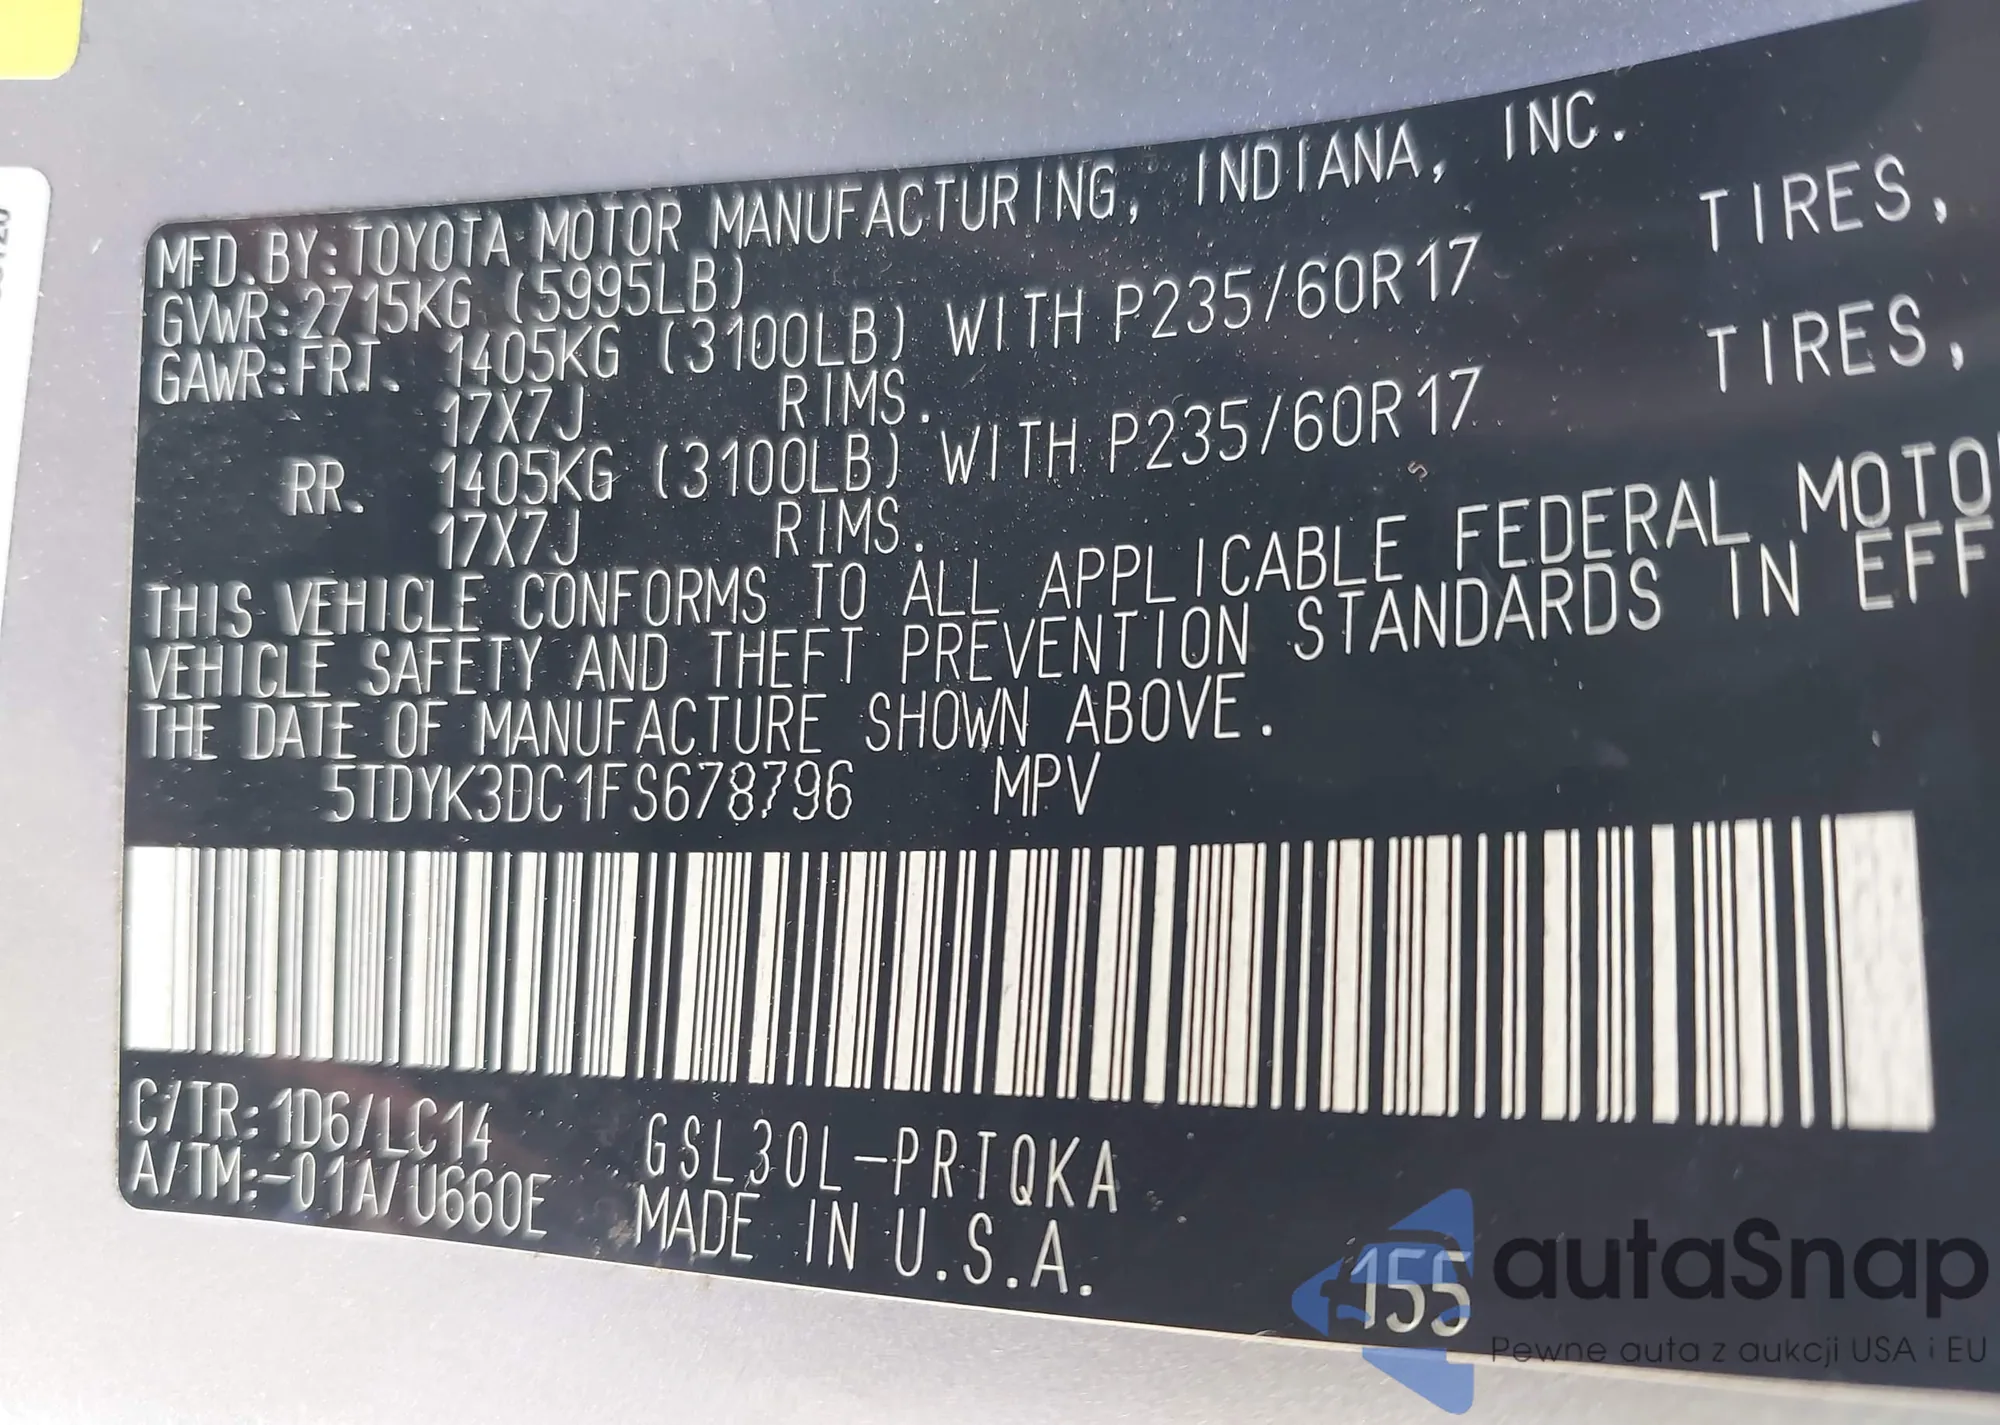 MFD. BY: TOYOTA MOTOR MANUFACTURING, INDIANA, INC.
GVWR: 2715KG (5995LB)
GAWR: FRT. 1405KG (3100LB) WITH P235/60R17 TIRES,
17X7J RIMS.
RR. 1405KG (3100LB) WITH P235/60R17 TIRES,
17X7J RIMS.
THIS VEHICLE CONFORMS TO ALL APPLICABLE FEDERAL MOTO
VEHICLE SAFETY AND THEFT PREVENTION STANDARDS IN EFF
THE DATE OF MANUFACTURE SHOWN ABOVE.
5TDYK3DC1FS678796 MPV
C/TR: 1D6/LC14 GSL30L-PRTQKA
A/TM: -01A/U660E MADE IN U.S.A.
155
autaSnap
Pewne auta z aukcji USA i EU